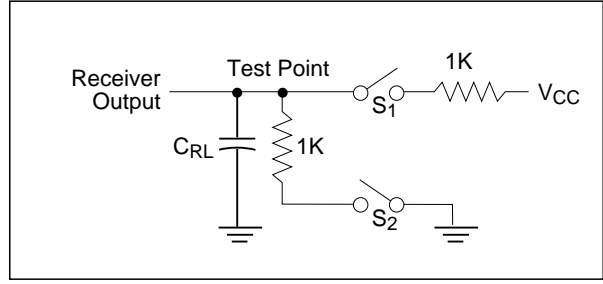 Receiver
Output
Test Point
1K
S1
VCC
CRL
1K
S2